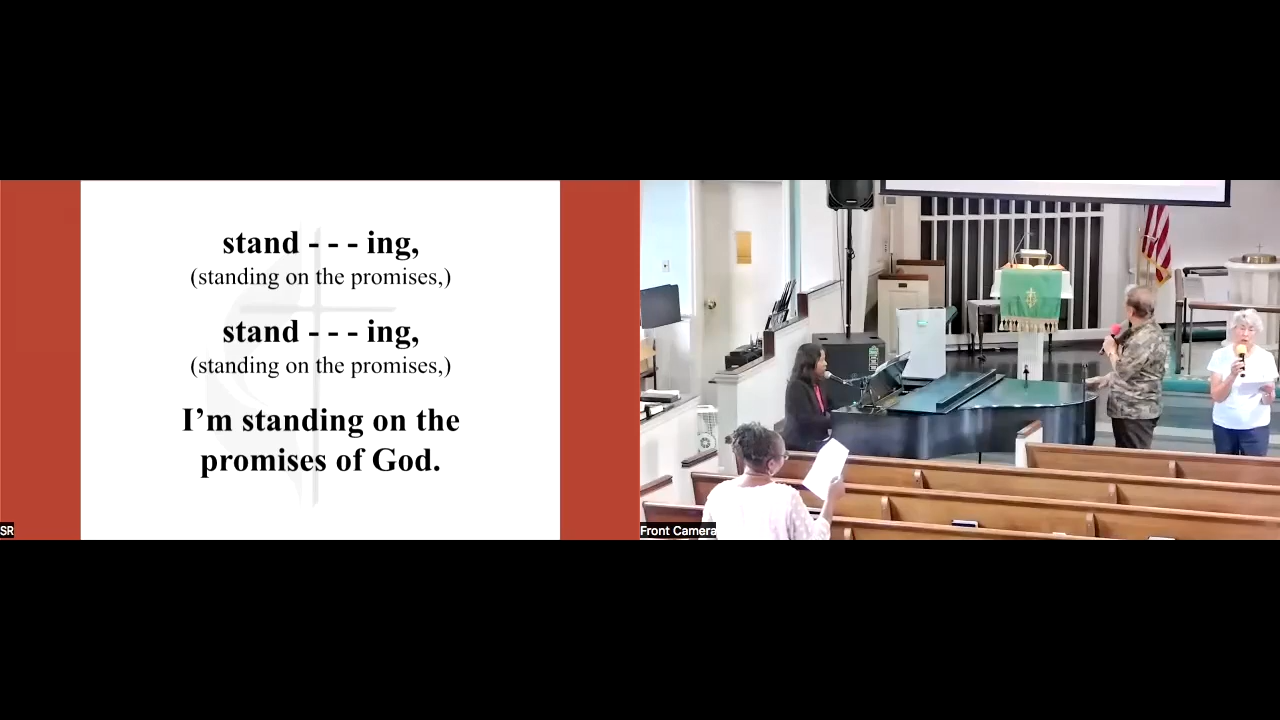 stand - - - ing,
(standing on the promises,)
stand - - - ing,
(standing on the promises,)
I’m standing on the
promises of God.
SR
Front Camera